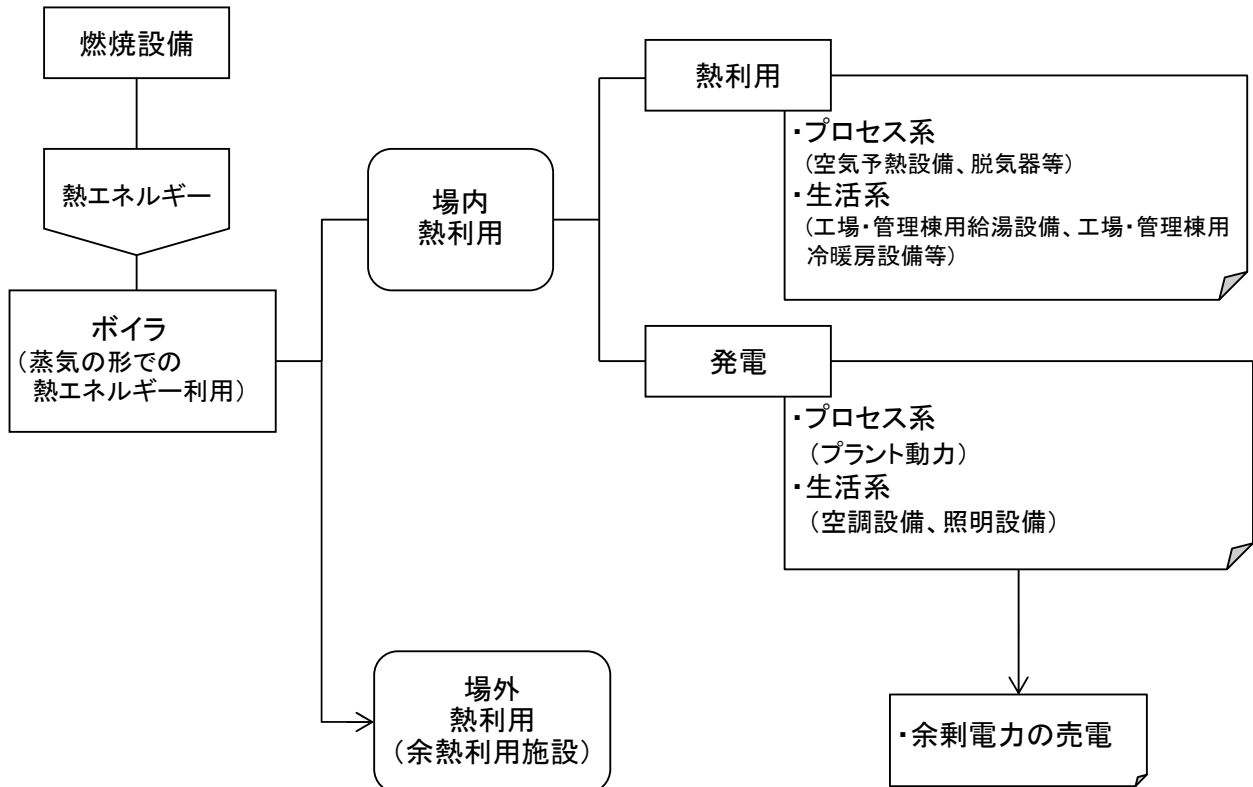 燃焼設備
熱エネルギー
ボイラ
（蒸気の形での
熱エネルギー利用）
場内
熱利用
熱利用
・プロセス系
（空気予熱設備、脱気器等）
・生活系
（工場・管理棟用給湯設備、工場・管理棟用
冷暖房設備等）
発電
・プロセス系
（プラント動力）
・生活系
（空調設備、照明設備）
場外
熱利用
（余熱利用施設）
・余剰電力の売電